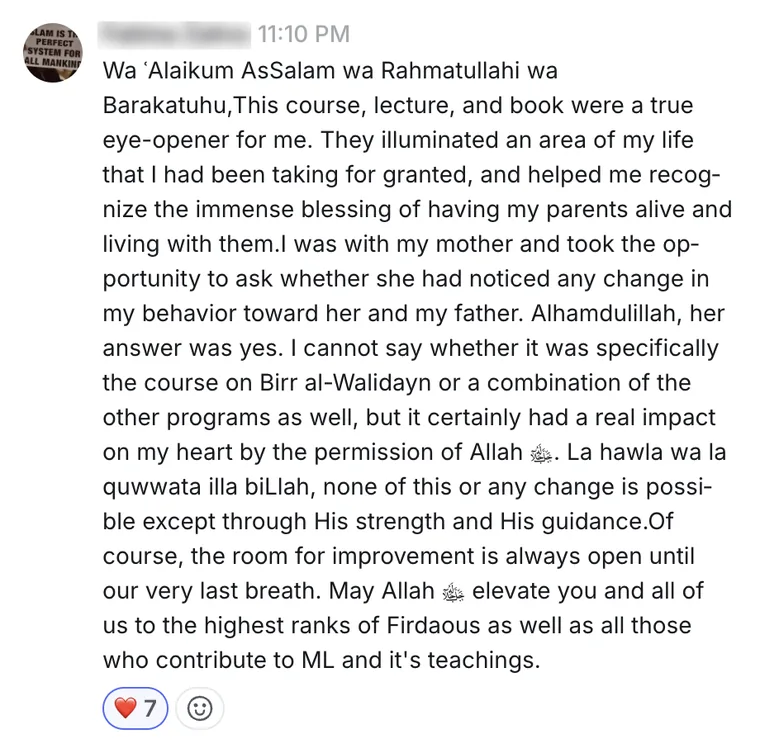 LAM IS TH
PERFECT
SYSTEM FOR
ALL MANKIND
11:10 PM
Wa ʿAlaikum AsSalam wa Rahmatullahi wa
Barakatuhu,This course, lecture, and book were a true
eye-opener for me. They illuminated an area of my life
that I had been taking for granted, and helped me recog-
nize the immense blessing of having my parents alive and
living with them.I was with my mother and took the op-
portunity to ask whether she had noticed any change in
my behavior toward her and my father. Alhamdulillah, her
answer was yes. I cannot say whether it was specifically
the course on Birr al-Walidayn or a combination of the
other programs as well, but it certainly had a real impact
on my heart by the permission of Allah ﷻ. La hawla wa la
quwwata illa biLlah, none of this or any change is possi-
ble except through His strength and His guidance.Of
course, the room for improvement is always open until
our very last breath. May Allah ﷻ elevate you and all of
us to the highest ranks of Firdaous as well as all those
who contribute to ML and it's teachings.
❤️ 7